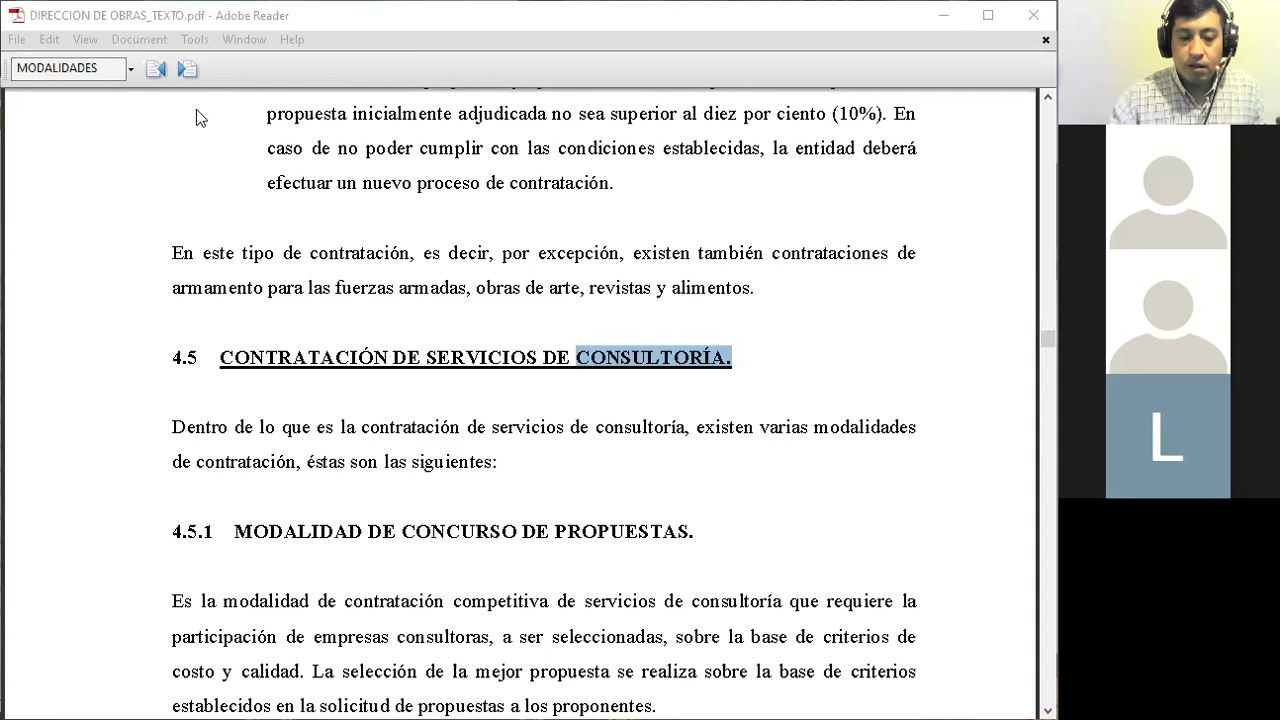 DIRECCION DE OBRAS_TEXTO.pdf - Adobe Reader
File Edit View Document Tools Window Help
MODALIDADES
propuesta inicialmente adjudicada no sea superior al diez por ciento (10%). En
caso de no poder cumplir con las condiciones establecidas, la entidad deberá
efectuar un nuevo proceso de contratación.
En este tipo de contratación, es decir, por excepción, existen también contrataciones de
armamento para las fuerzas armadas, obras de arte, revistas y alimentos.
4.5 CONTRATACIÓN DE SERVICIOS DE CONSULTORÍA.
Dentro de lo que es la contratación de servicios de consultoría, existen varias modalidades
de contratación, éstas son las siguientes:
4.5.1 MODALIDAD DE CONCURSO DE PROPUESTAS.
Es la modalidad de contratación competitiva de servicios de consultoría que requiere la
participación de empresas consultoras, a ser seleccionadas, sobre la base de criterios de
costo y calidad. La selección de la mejor propuesta se realiza sobre la base de criterios
establecidos en la solicitud de propuestas a los proponentes.
L